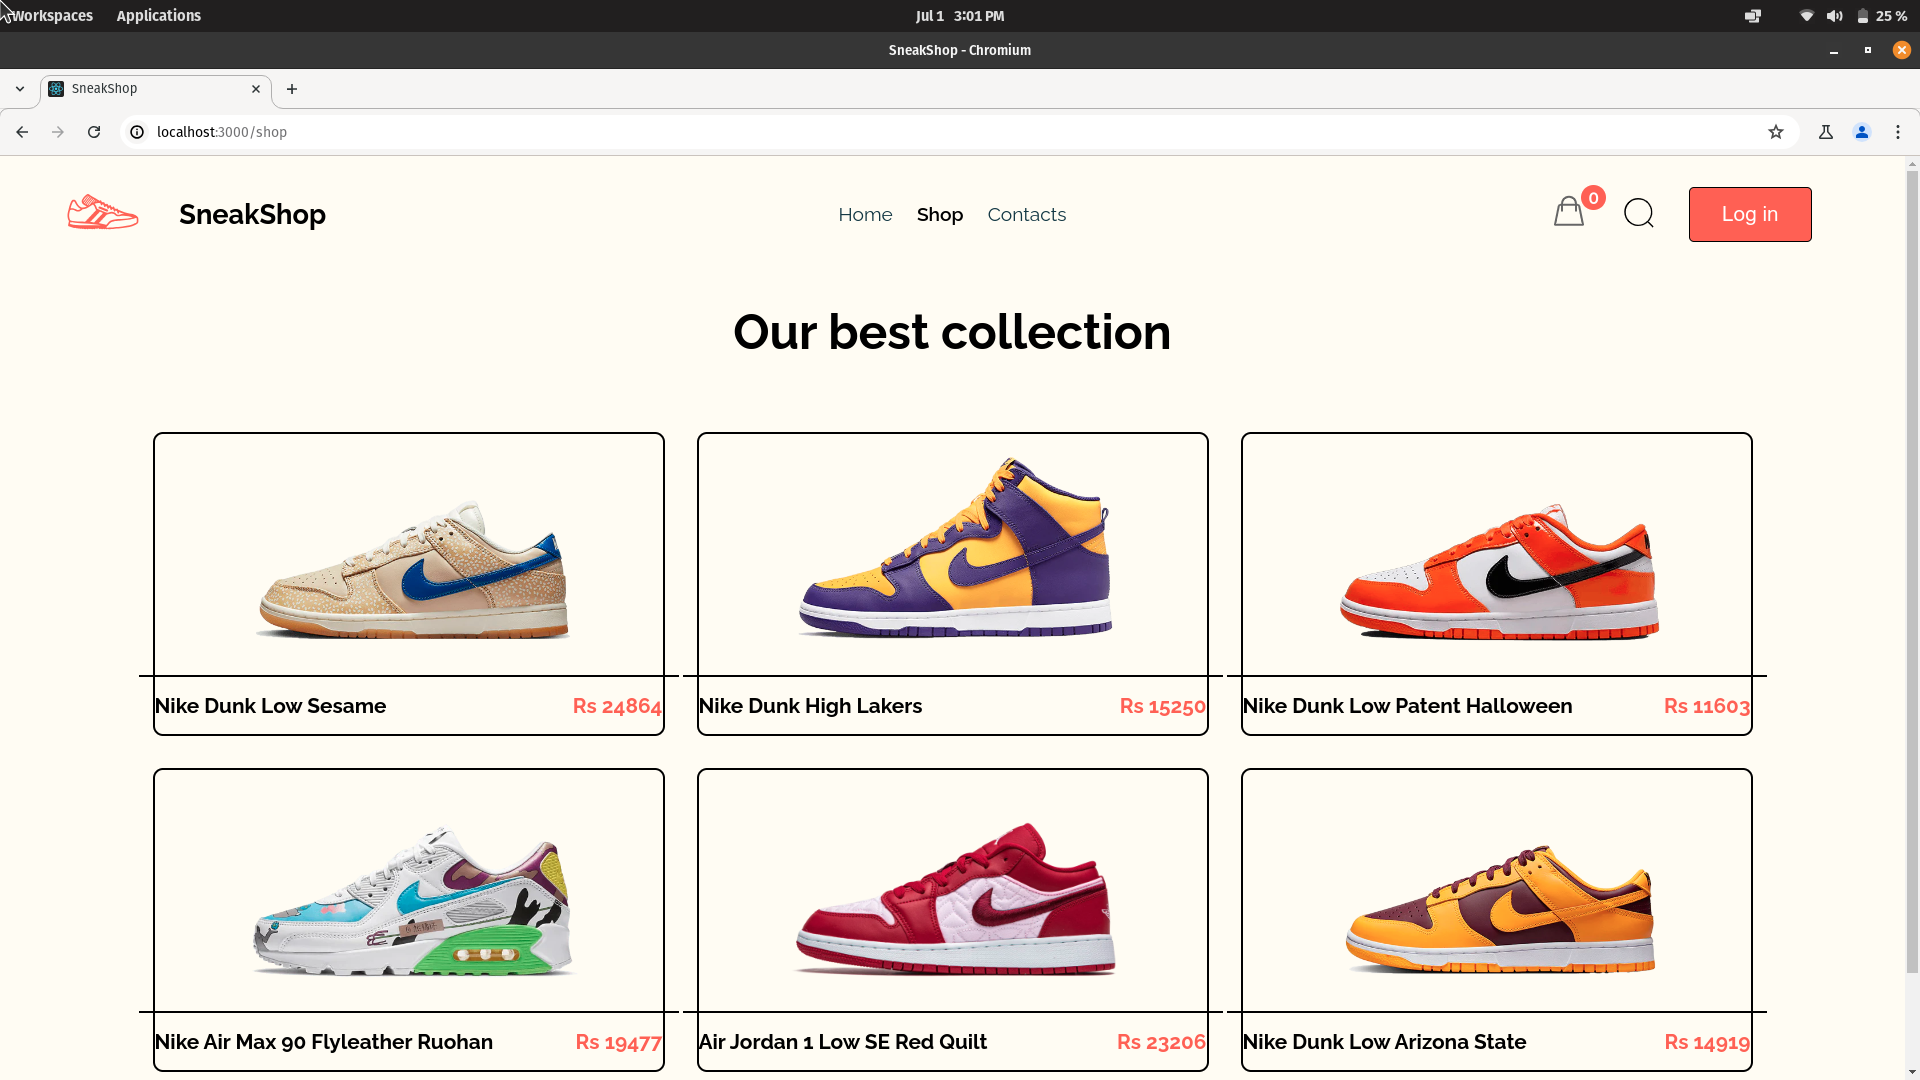 Workspaces Applications Jul 1 3:01 PM 25 %
SneakShop - Chromium
SneakShop
localhost:3000/shop
SneakShop Home Shop Contacts 0 Log in
Our best collection
Nike Dunk Low Sesame Rs 24864
Nike Dunk High Lakers Rs 15250
Nike Dunk Low Patent Halloween Rs 11603
Nike Air Max 90 Flyleather Ruohan Rs 19477
Air Jordan 1 Low SE Red Quilt Rs 23206
Nike Dunk Low Arizona State Rs 14919